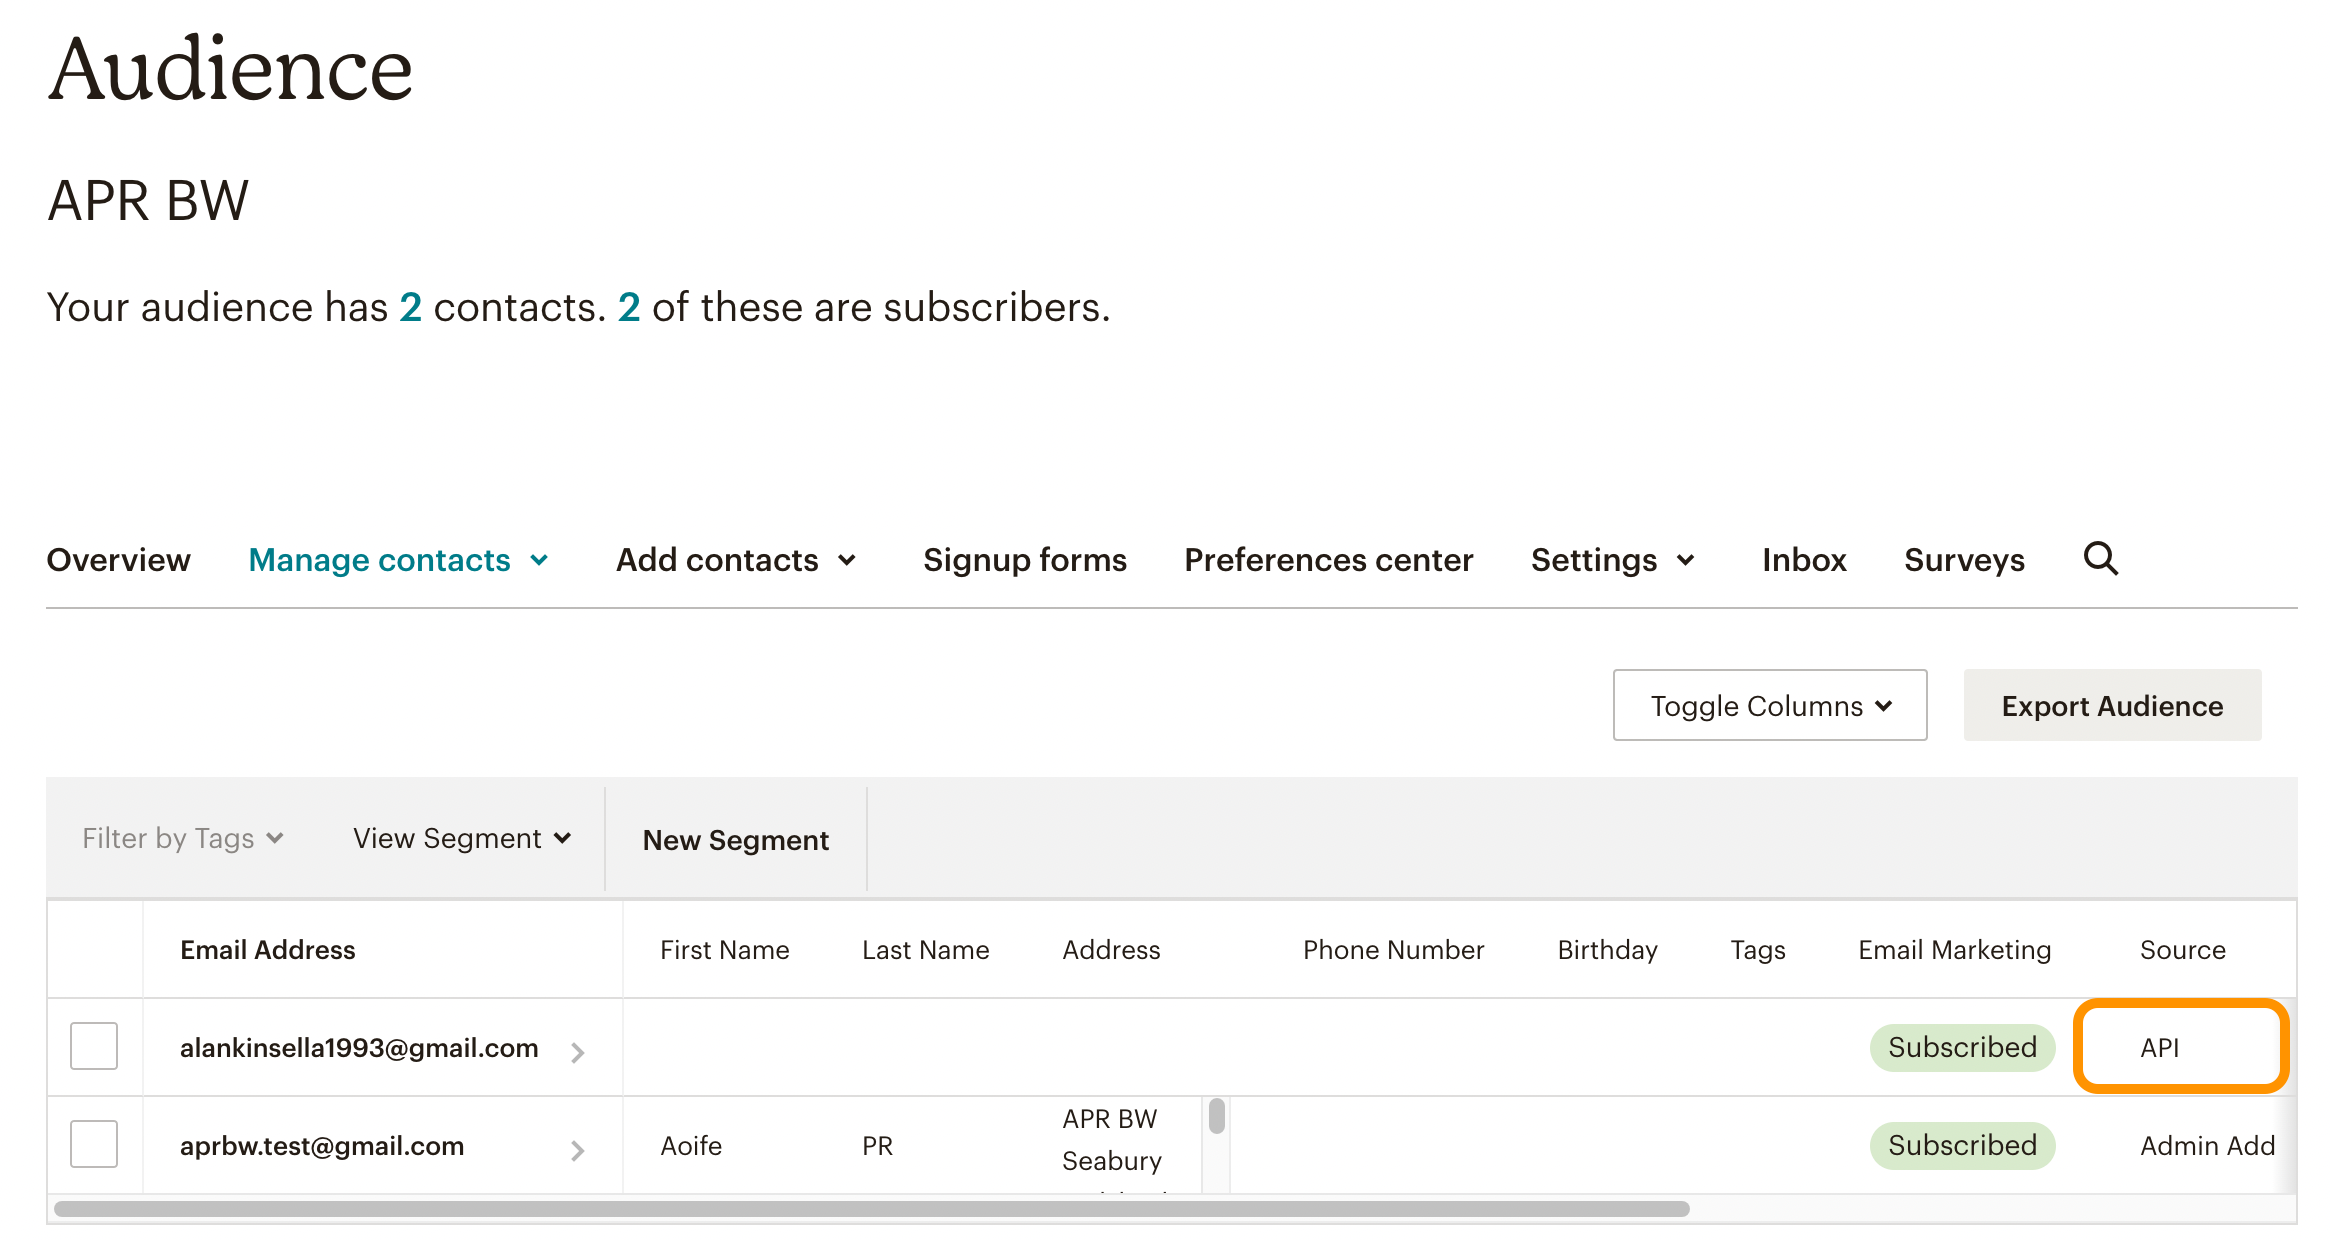 Audience
APR BW
Your audience has 2 contacts. 2 of these are subscribers.
Overview Manage contacts Add contacts Signup forms Preferences center Settings Inbox Surveys
Toggle Columns Export Audience
Filter by Tags View Segment New Segment
Email Address First Name Last Name Address Phone Number Birthday Tags Email Marketing Source
alankinsella1993@gmail.com Subscribed API
aprbw.test@gmail.com Aoife PR APR BW Seabury Subscribed Admin Add